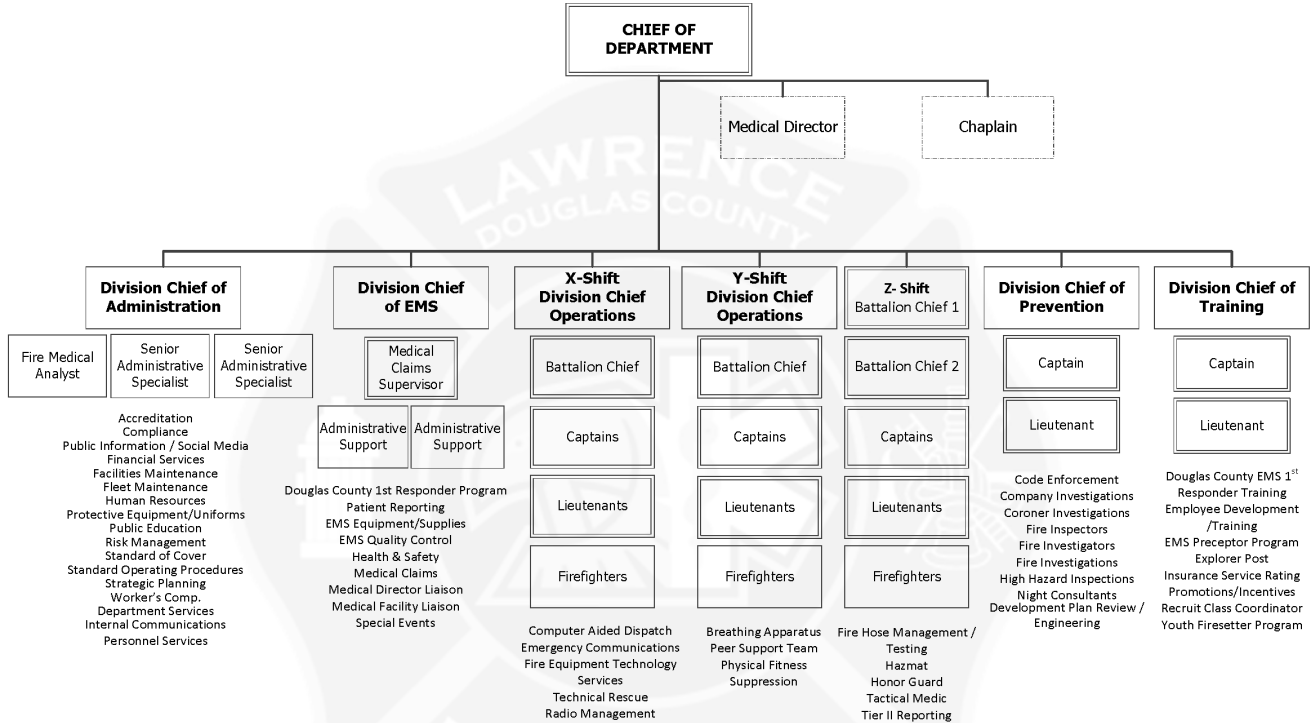 CHIEF OF
DEPARTMENT
Medical Director
Chaplain
LAWRENCE
DOUGLAS COUNTY
Division Chief of
Administration
Fire Medical
Analyst
Senior
Administrative
Specialist
Senior
Administrative
Specialist
Accreditation
Compliance
Public Information / Social Media
Financial Services
Facilities Maintenance
Fleet Maintenance
Human Resources
Protective Equipment/Uniforms
Public Education
Risk Management
Standard of Cover
Standard Operating Procedures
Strategic Planning
Worker's Comp.
Department Services
Internal Communications
Personnel Services
Division Chief
of EMS
Medical
Claims
Supervisor
Administrative
Support
Administrative
Support
Douglas County 1st Responder Program
Patient Reporting
EMS Equipment/Supplies
EMS Quality Control
Health & Safety
Medical Claims
Medical Director Liaison
Medical Facility Liaison
Special Events
X-Shift
Division Chief
Operations
Battalion Chief
Captains
Lieutenants
Firefighters
Computer Aided Dispatch
Emergency Communications
Fire Equipment Technology
Services
Technical Rescue
Radio Management
Y-Shift
Division Chief
Operations
Battalion Chief
Captains
Lieutenants
Firefighters
Breathing Apparatus
Peer Support Team
Physical Fitness
Suppression
Z- Shift
Battalion Chief 1
Battalion Chief 2
Captains
Lieutenants
Firefighters
Fire Hose Management /
Testing
Hazmat
Honor Guard
Tactical Medic
Tier II Reporting
Division Chief of
Prevention
Captain
Lieutenant
Code Enforcement
Company Investigations
Coroner Investigations
Fire Inspectors
Fire Investigators
Fire Investigations
High Hazard Inspections
Night Consultants
Development Plan Review /
Engineering
Division Chief of
Training
Captain
Lieutenant
Douglas County EMS 1st
Responder Training
Employee Development
/Training
EMS Preceptor Program
Explorer Post
Insurance Service Rating
Promotions/Incentives
Recruit Class Coordinator
Youth Firesetter Program